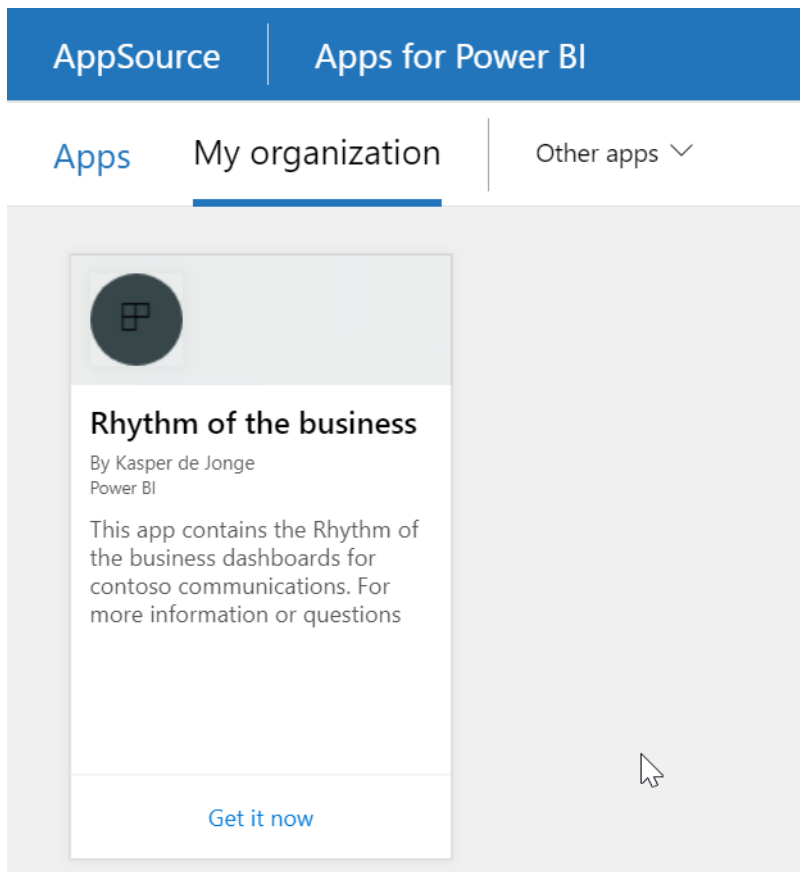 AppSource
Apps for Power BI
Apps
My organization
Other apps
Rhythm of the business
By Kasper de Jonge
Power BI
This app contains the Rhythm of
the business dashboards for
contoso communications. For
more information or questions
Get it now